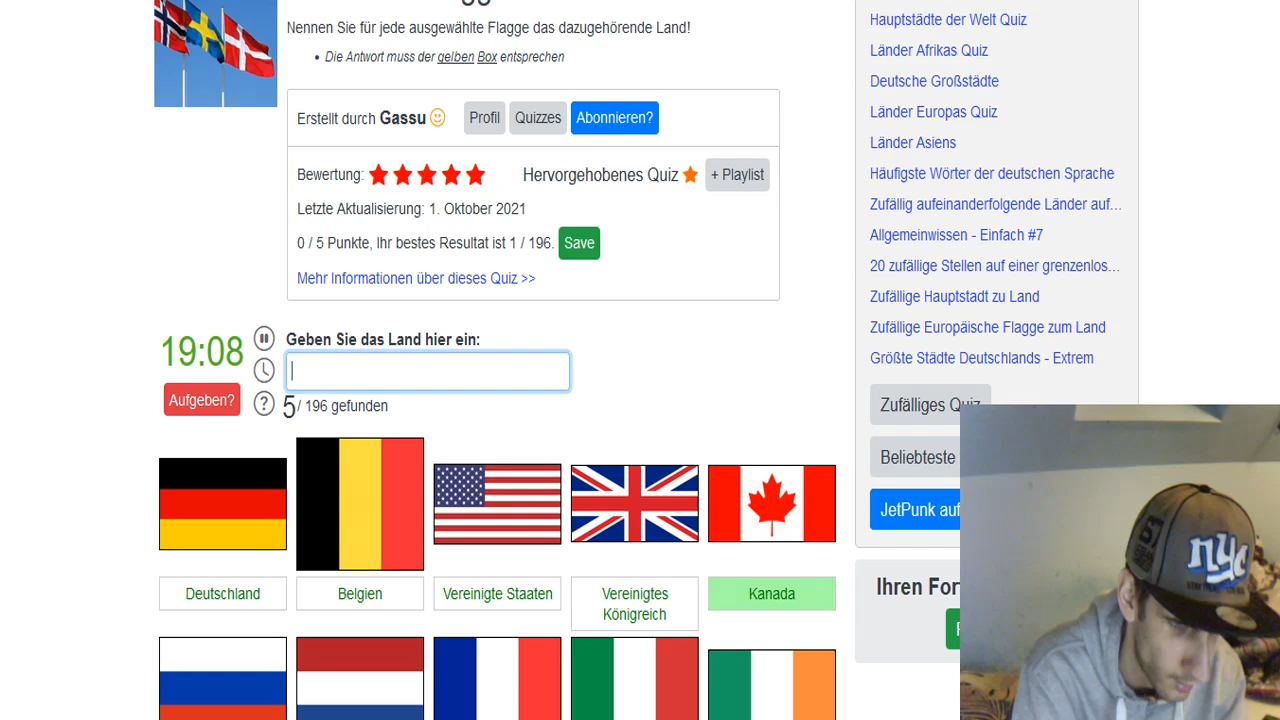 Nennen Sie für jede ausgewählte Flagge das dazugehörende Land!
• Die Antwort muss der gelben Box entsprechen
Erstellt durch Gassu
Profil
Quizzes
Abonnieren?
Bewertung:
Hervorgehobenes Quiz
+ Playlist
Letzte Aktualisierung: 1. Oktober 2021
0 / 5 Punkte, Ihr bestes Resultat ist 1 / 196.
Save
Mehr Informationen über dieses Quiz >>
19:08
Aufgeben?
Geben Sie das Land hier ein:
?
5/ 196 gefunden
Deutschland
Belgien
Vereinigte Staaten
Vereinigtes
Königreich
Kanada
Hauptstädte der Welt Quiz
Länder Afrikas Quiz
Deutsche Großstädte
Länder Europas Quiz
Länder Asiens
Häufigste Wörter der deutschen Sprache
Zufällig aufeinanderfolgende Länder auf...
Allgemeinwissen - Einfach #7
20 zufällige Stellen auf einer grenzenlos...
Zufällige Hauptstadt zu Land
Zufällige Europäische Flagge zum Land
Größte Städte Deutschlands - Extrem
Zufälliges Quiz
Beliebteste
JetPunk auf
Ihren For
nyc